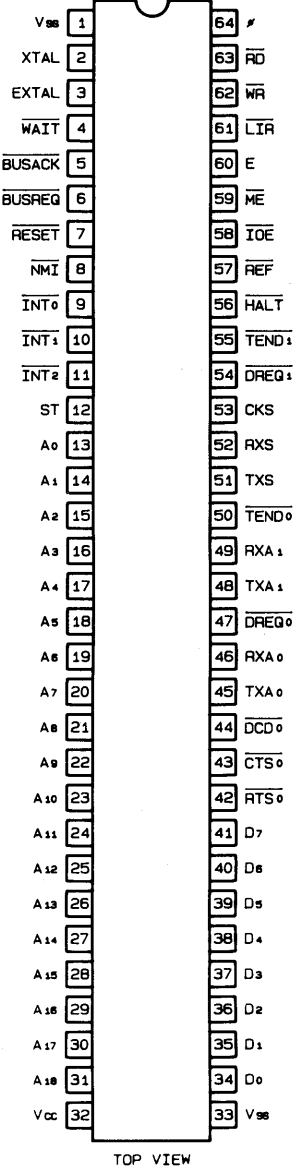 Vss 1 64 ø
XTAL 2 63 RD
EXTAL 3 62 WR
WAIT 4 61 LIR
BUSACK 5 60 E
BUSREQ 6 59 ME
RESET 7 58 IOE
NMI 8 57 REF
INT0 9 56 HALT
INT1 10 55 TEND1
INT2 11 54 DREQ1
ST 12 53 CKS
A0 13 52 RXS
A1 14 51 TXS
A2 15 50 TEND0
A3 16 49 RXA1
A4 17 48 TXA1
A5 18 47 DREQ0
A6 19 46 RXA0
A7 20 45 TXA0
A8 21 44 DCD0
A9 22 43 CTS0
A10 23 42 RTS0
A11 24 41 D7
A12 25 40 D6
A13 26 39 D5
A14 27 38 D4
A15 28 37 D3
A16 29 36 D2
A17 30 35 D1
A18 31 34 D0
Vcc 32 33 Vss
TOP VIEW